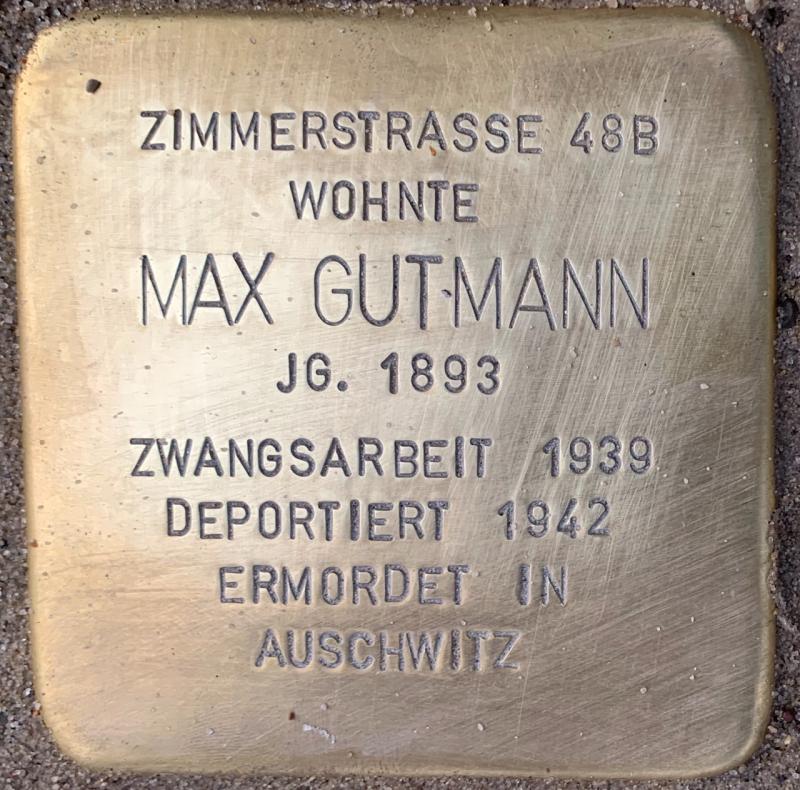 ZIMMERSTRASSE 48B
WOHNTE
MAX GUTMANN
JG. 1893
ZWANGSARBEIT 1939
DEPORTIERT 1942
ERMORDET IN
AUSCHWITZ